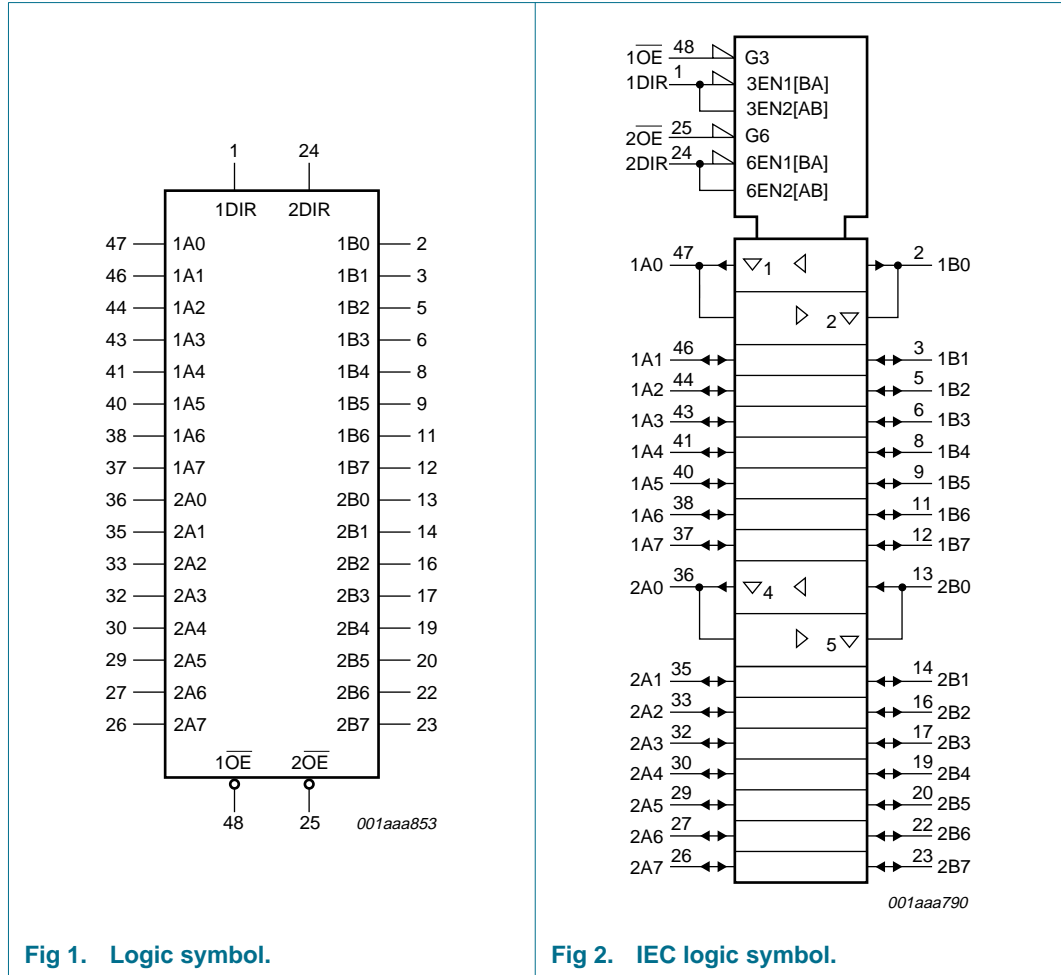 1 24
1DIR 2DIR
47 1A0 1B0 2
46 1A1 1B1 3
44 1A2 1B2 5
43 1A3 1B3 6
41 1A4 1B4 8
40 1A5 1B5 9
38 1A6 1B6 11
37 1A7 1B7 12
36 2A0 2B0 13
35 2A1 2B1 14
33 2A2 2B2 16
32 2A3 2B3 17
30 2A4 2B4 19
29 2A5 2B5 20
27 2A6 2B6 22
26 2A7 2B7 23
1O̅E̅ 2O̅E̅
48 25 001aaa853
Fig 1. Logic symbol.
1O̅E̅ 48 G3
1DIR 1 3EN1[BA]
3EN2[AB]
2O̅E̅ 25 G6
2DIR 24 6EN1[BA]
6EN2[AB]
1A0 47 1 2 1B0
2
1A1 46 3 1B1
1A2 44 5 1B2
1A3 43 6 1B3
1A4 41 8 1B4
1A5 40 9 1B5
1A6 38 11 1B6
1A7 37 12 1B7
2A0 36 4 13 2B0
5
2A1 35 14 2B1
2A2 33 16 2B2
2A3 32 17 2B3
2A4 30 19 2B4
2A5 29 20 2B5
2A6 27 22 2B6
2A7 26 23 2B7
001aaa790
Fig 2. IEC logic symbol.